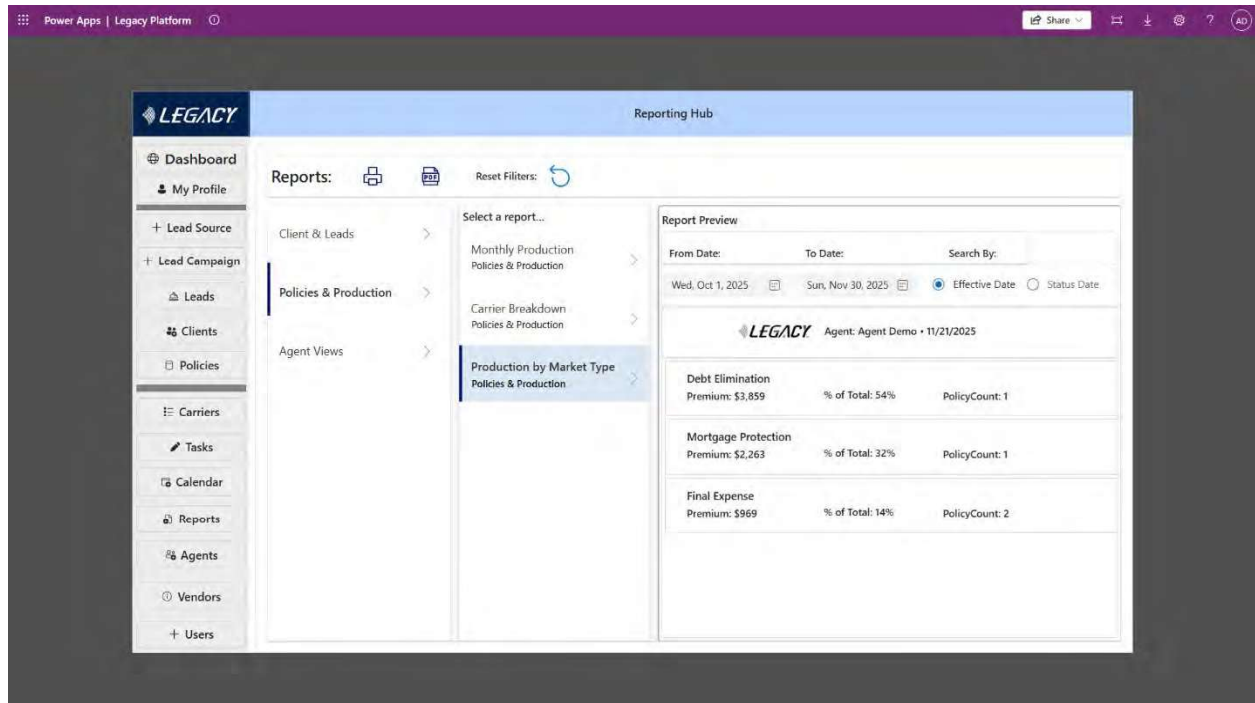 Power Apps | Legacy Platform
Share
?
AD
LEGACY
Reporting Hub
Dashboard
My Profile
+ Lead Source
+ Lead Campaign
Leads
Clients
Policies
Carriers
Tasks
Calendar
Reports
Agents
Vendors
+ Users
Reports:
PDF
Reset Filiters:
Client & Leads
Policies & Production
Agent Views
Select a report...
Monthly Production
Policies & Production
Carrier Breakdown
Policies & Production
Production by Market Type
Policies & Production
Report Preview
From Date: To Date: Search By:
Wed, Oct 1, 2025 Sun, Nov 30, 2025 Effective Date Status Date
LEGACY Agent: Agent Demo • 11/21/2025
Debt Elimination
Premium: $3,859 % of Total: 54% PolicyCount: 1
Mortgage Protection
Premium: $2,263 % of Total: 32% PolicyCount: 1
Final Expense
Premium: $969 % of Total: 14% PolicyCount: 2